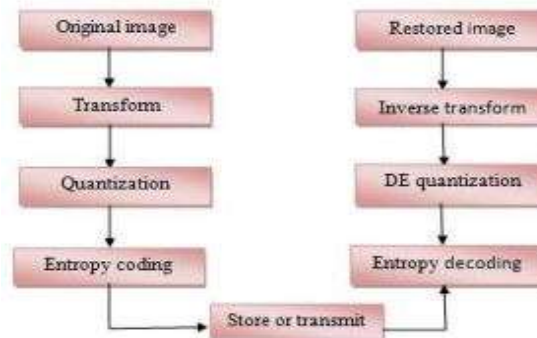 Original image
Transform
Quantization
Entropy coding
Store or transmit
Restored image
Inverse transform
DE quantization
Entropy decoding